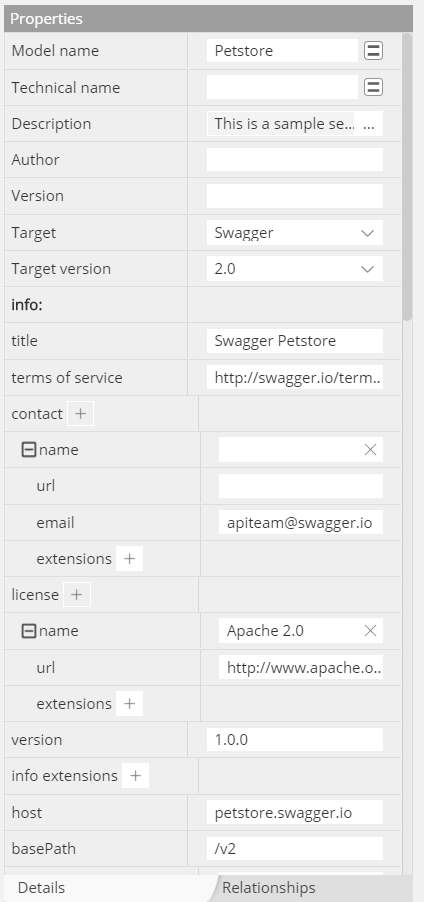 Properties
Model name Petstore
Technical name
Description This is a sample se... ...
Author
Version
Target Swagger
Target version 2.0
info:
title Swagger Petstore
terms of service http://swagger.io/term..
contact +
name
url
email apiteam@swagger.io
extensions +
license +
name Apache 2.0
url http://www.apache.o..
extensions +
version 1.0.0
info extensions +
host petstore.swagger.io
basePath /v2
Details Relationships